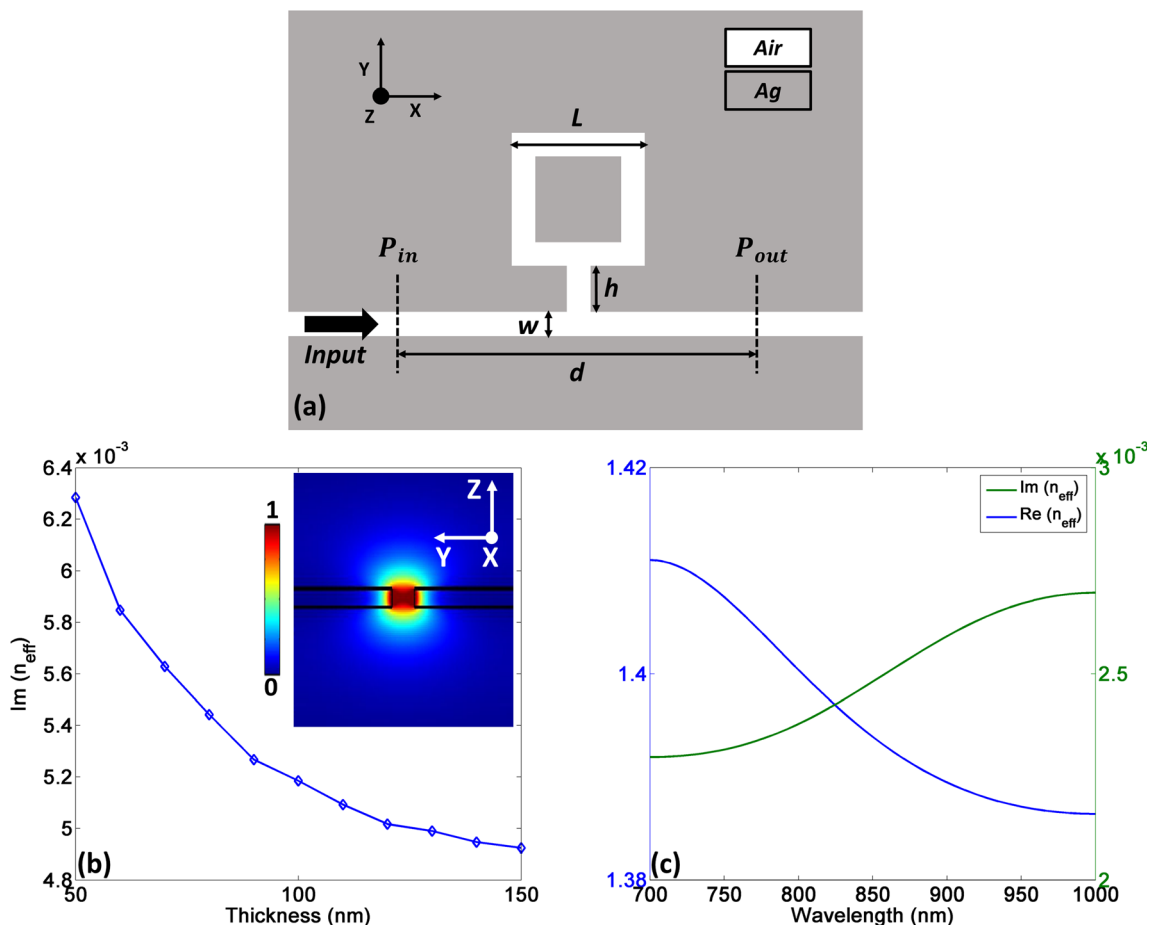 Air
Ag
Y
X
Z
L
P_in
P_out
h
w
Input
d
(a)
x 10^-3
6.4
6.2
6
5.8
5.6
5.4
5.2
5
4.8
Im (n_eff)
50
100
150
Thickness (nm)
1
0
Z
Y
X
(b)
1.42
1.4
1.38
x 10^-3
3
2.5
2
Im (n_eff)
Re (n_eff)
700
750
800
850
900
950
1000
Wavelength (nm)
(c)